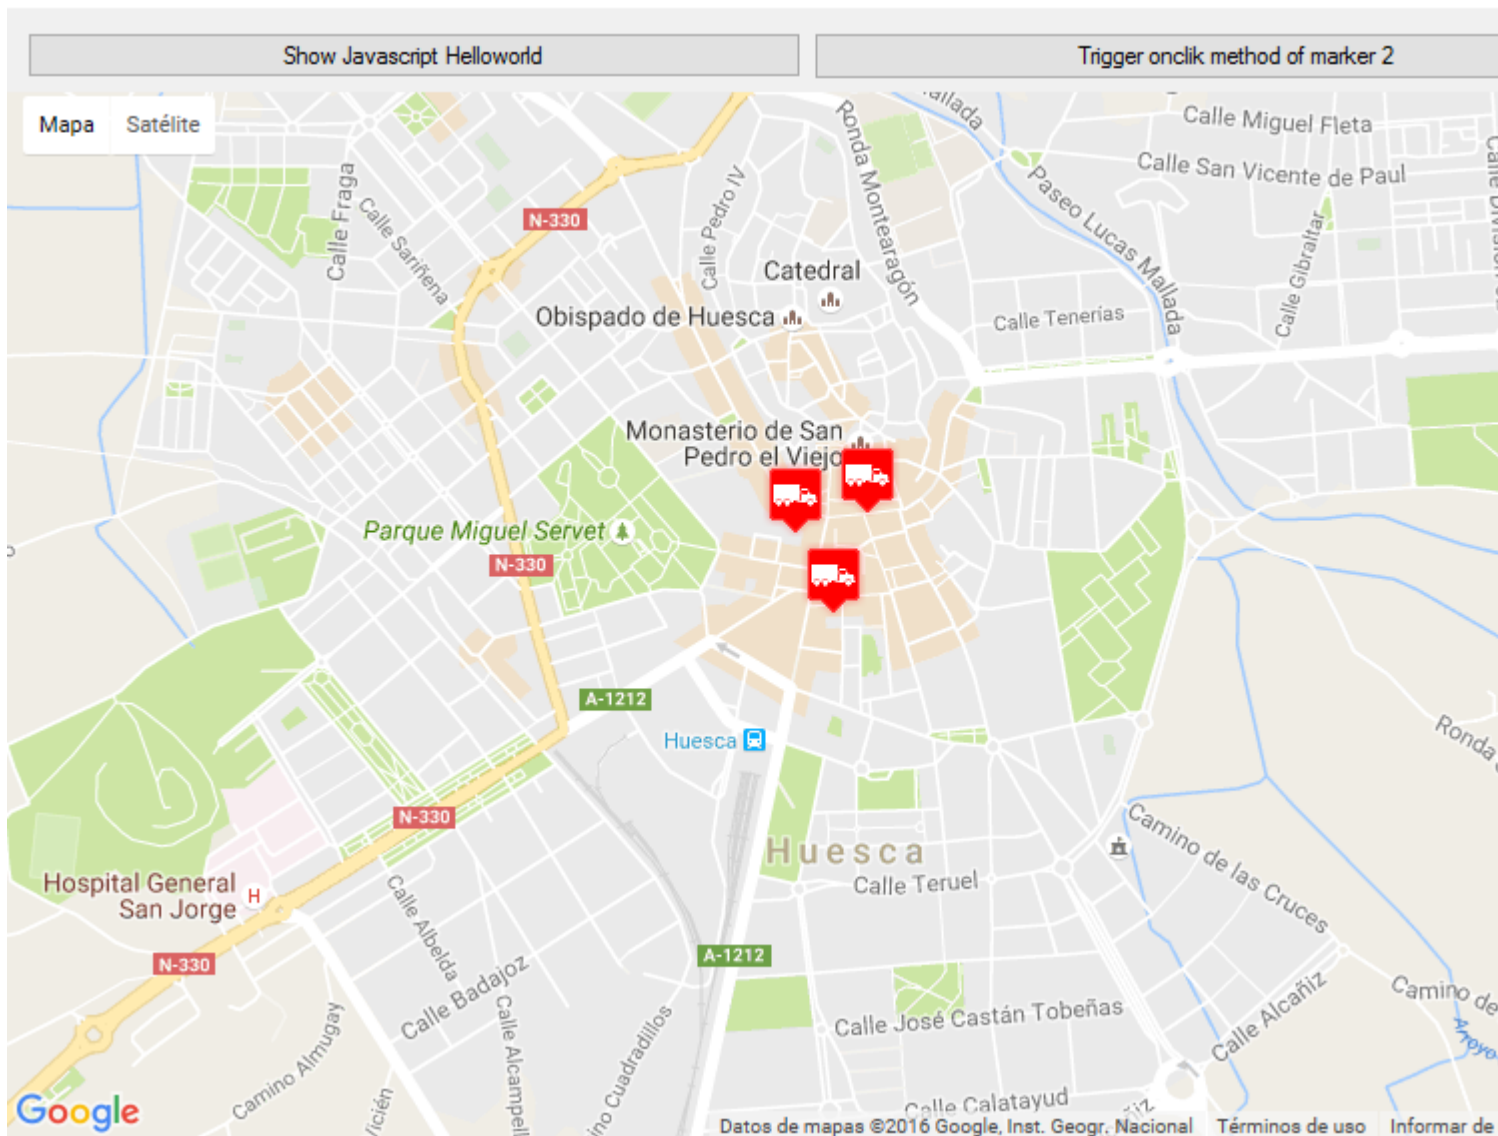 Show Javascript Helloworld
Trigger onclik method of marker 2
Mapa
Satélite
Mallada
Calle Miguel Fleta
Calle San Vicente de Paul
Ronda Montearagón
Paseo Lucas Mallada
Calle Fraga
Calle Sariñena
Calle Pedro IV
Calle Gibraltar
N-330
Catedral
Obispado de Huesca
Calle Tenerías
Monasterio de San
Pedro el Viejo
Parque Miguel Servet
N-330
A-1212
Huesca
Ronda
N-330
Huesca
Camino de las Cruces
Calle Teruel
Hospital General
San Jorge
H
Calle Albelda
N-330
A-1212
Calle Badajoz
Calle Alcañiz
Camino de
Calle José Castán Tobeñas
Arroyo
Calle Alcampell
Camino Almugay
Cuadradillos
Calle Calatayud
Google
Datos de mapas ©2016 Google, Inst. Geogr. Nacional
Términos de uso
Informar de